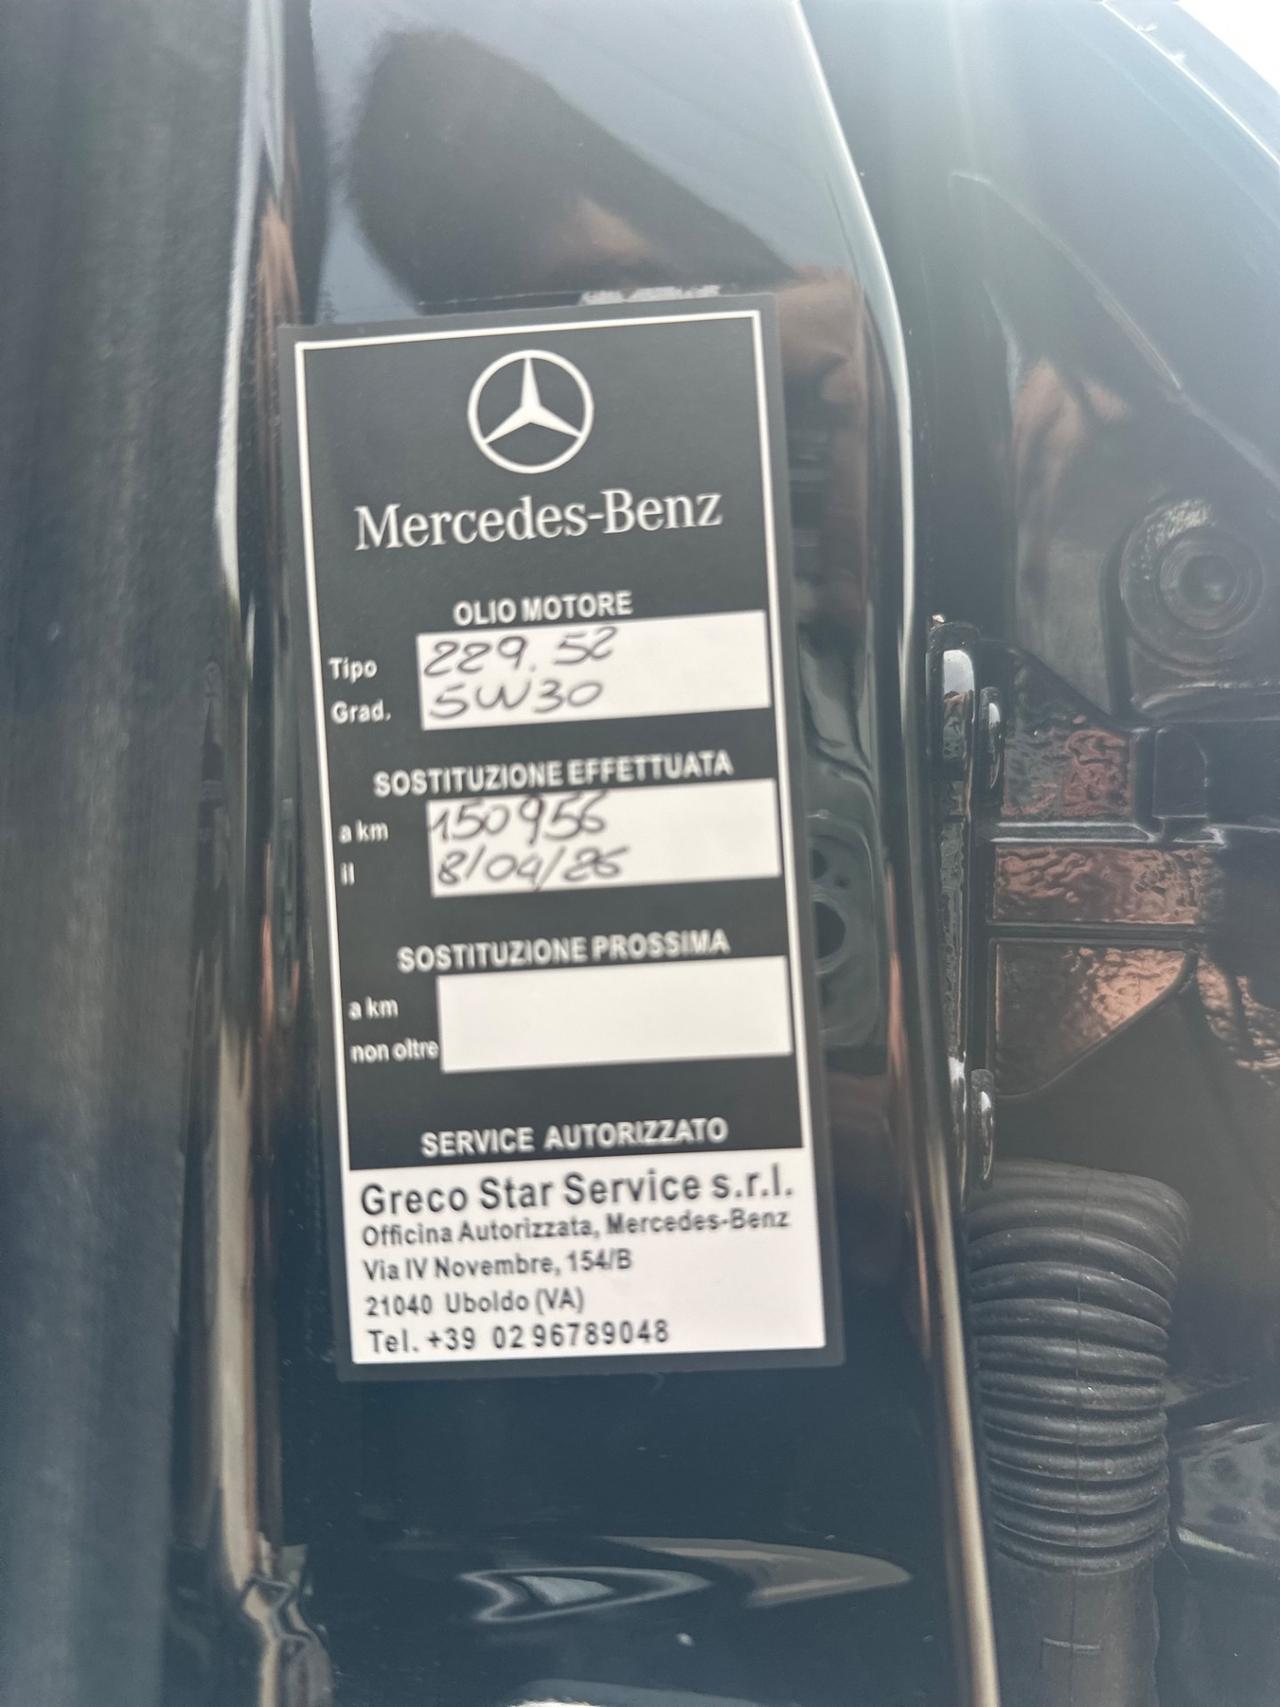 Mercedes-Benz
OLIO MOTORE
Tipo 229.52
Grad. 5W30
SOSTITUZIONE EFFETTUATA
a km 150956
il 8/04/26
SOSTITUZIONE PROSSIMA
a km
non oltre
SERVICE AUTORIZZATO
Greco Star Service s.r.l.
Officina Autorizzata, Mercedes-Benz
Via IV Novembre, 154/B
21040 Uboldo (VA)
Tel. +39 02 96789048